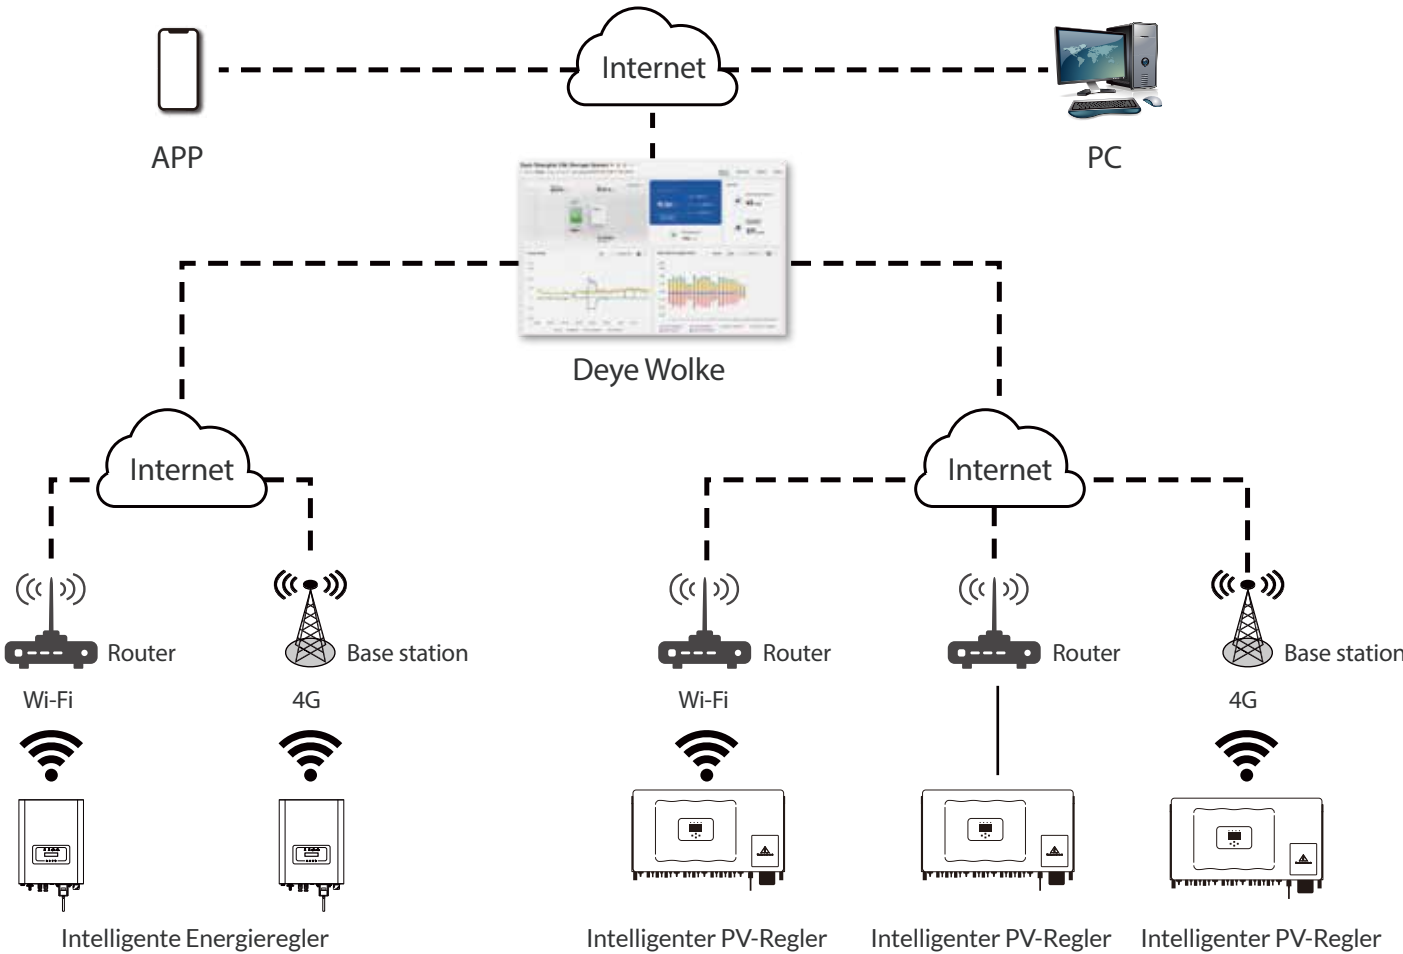 Internet
APP
PC
Deye Wolke
Internet
Internet
Router
Base station
Router
Router
Base station
Wi-Fi
4G
Wi-Fi
4G
Intelligente Energieregler
Intelligenter PV-Regler
Intelligenter PV-Regler
Intelligenter PV-Regler